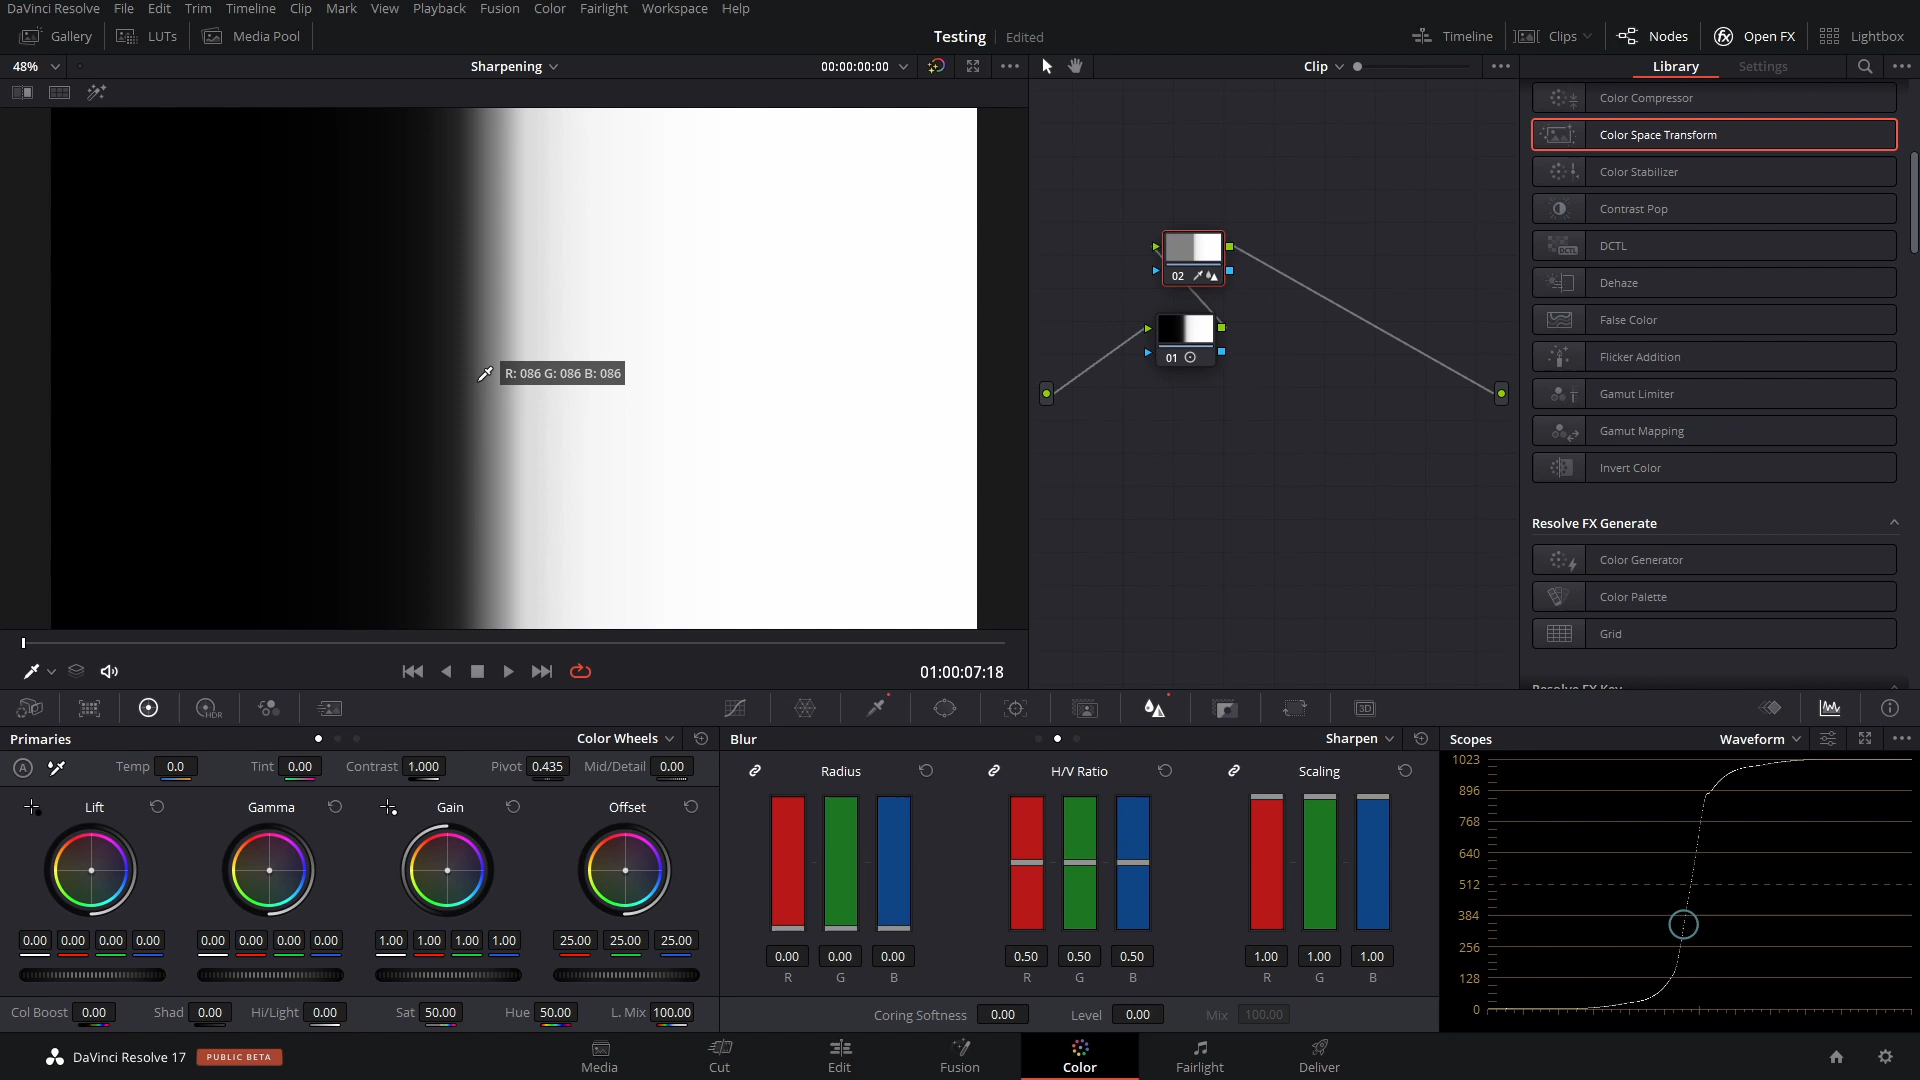 DaVinci Resolve File Edit Trim Timeline Clip Mark View Playback Fusion Color Fairlight Workspace Help
Gallery LUTs Media Pool Testing Edited Timeline Clips Nodes Open FX Lightbox
48% Sharpening 00:00:00:00 Clip Library Settings
Color Compressor
Color Space Transform
Color Stabilizer
Contrast Pop
DCTL
Dehaze
False Color
Flicker Addition
Gamut Limiter
Gamut Mapping
Invert Color
Resolve FX Generate
Color Generator
Color Palette
Grid
Resolve FX Key
02
01
R: 086 G: 086 B: 086
01:00:07:18
HDR
3D
Primaries Color Wheels Blur Sharpen Scopes Waveform
A Temp 0.0 Tint 0.00 Contrast 1.000 Pivot 0.435 Mid/Detail 0.00
Radius H/V Ratio Scaling
Lift Gamma Gain Offset
0.00 0.00 0.00 0.00 0.00 0.00 0.00 0.00 1.00 1.00 1.00 1.00 25.00 25.00 25.00
0.00 0.00 0.00 0.50 0.50 0.50 1.00 1.00 1.00
R G B R G B R G B
Col Boost 0.00 Shad 0.00 Hi/Light 0.00 Sat 50.00 Hue 50.00 L. Mix 100.00
Coring Softness 0.00 Level 0.00 Mix 100.00
1023
896
768
640
512
384
256
128
0
DaVinci Resolve 17 PUBLIC BETA
Media Cut Edit Fusion Color Fairlight Deliver